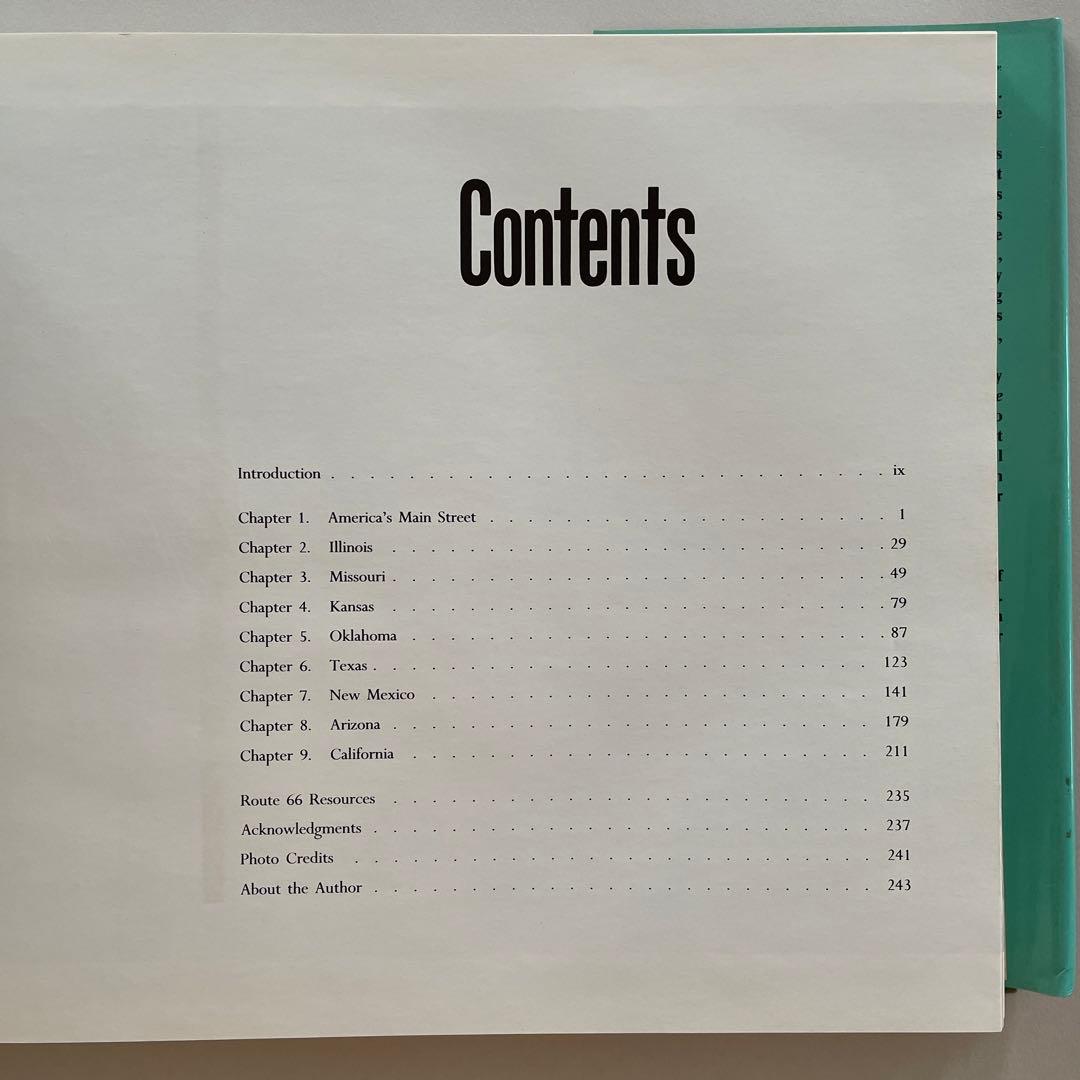 Contents
Introduction . . . . . . . . . . . . . . . . . . . . . . . . . . . . . ix
Chapter 1. America's Main Street . . . . . . . . . . . . . . . . . . . . 1
Chapter 2. Illinois . . . . . . . . . . . . . . . . . . . . . . . . . . 29
Chapter 3. Missouri . . . . . . . . . . . . . . . . . . . . . . . . . . 49
Chapter 4. Kansas . . . . . . . . . . . . . . . . . . . . . . . . . . 79
Chapter 5. Oklahoma . . . . . . . . . . . . . . . . . . . . . . . . . 87
Chapter 6. Texas . . . . . . . . . . . . . . . . . . . . . . . . . . 123
Chapter 7. New Mexico . . . . . . . . . . . . . . . . . . . . . . . 141
Chapter 8. Arizona . . . . . . . . . . . . . . . . . . . . . . . . . 179
Chapter 9. California . . . . . . . . . . . . . . . . . . . . . . . . 211
Route 66 Resources . . . . . . . . . . . . . . . . . . . . . . . . . 235
Acknowledgments . . . . . . . . . . . . . . . . . . . . . . . . . . 237
Photo Credits . . . . . . . . . . . . . . . . . . . . . . . . . . . 241
About the Author . . . . . . . . . . . . . . . . . . . . . . . . . . 243